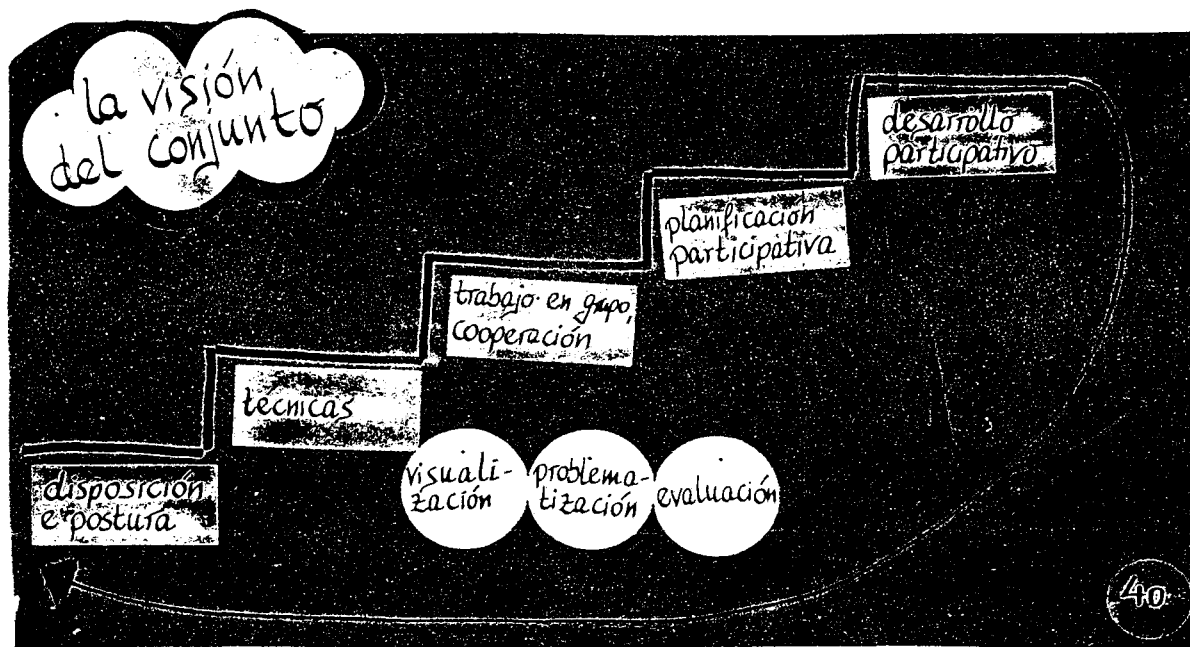 la visión
del conjunto
desarrollo
participativo
planificación
participativa
trabajo en grupo,
cooperación
técnicas
disposición
e postura
visuali-
zación
problema-
tización
evaluación
40